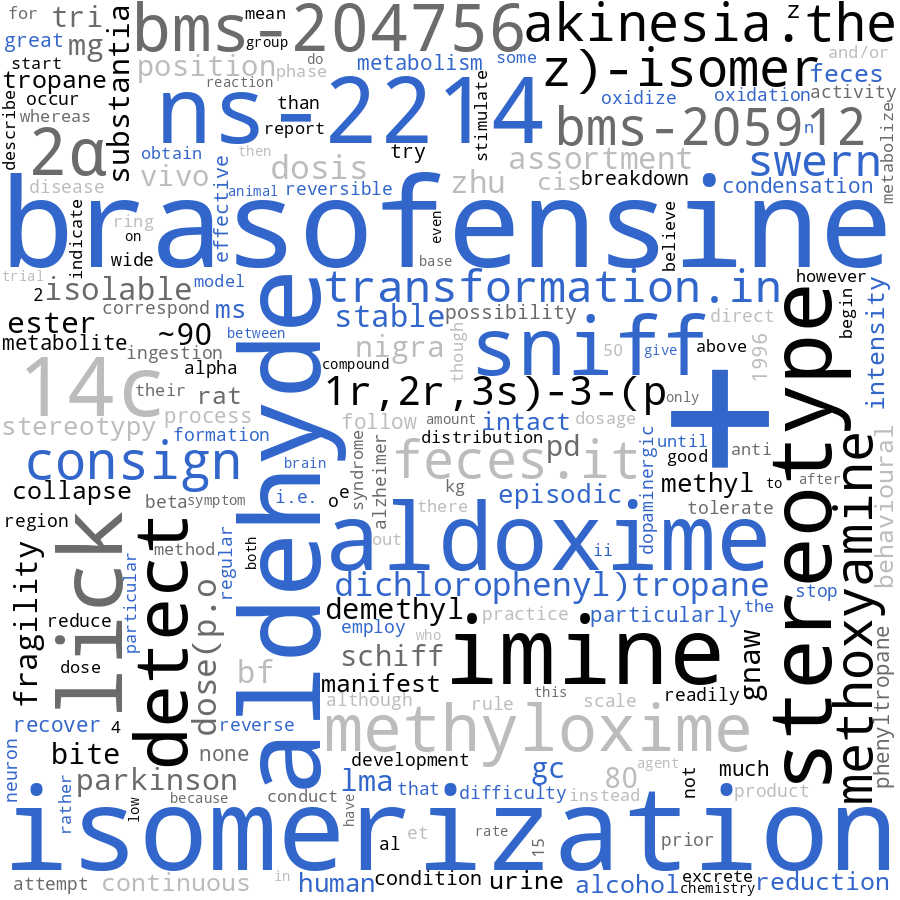 for
tri
bms-204756
mean
group
do
z
akinesia.the
great
mg
position
phase
metabolism
some
z)-isomer
and/or
feces
start
tropane
substantia
reaction
ns-2214
than
stimulate
oxidize
oxidation
activity
describe
occur
whereas
report
bms-205912
n
metabolize
2α
obtain
then
try
assortment
swern
disease
vivo
effective
animal
dosis
reversible
zhu
cis
breakdown
condensation
brasofensine
ring
indicate
on
wide
even
base
believe
trial
2
isolable
model
aldehyde
transformation.in
however
correspond
ms
stable
possibility
direct
begin
intensity
ester
~90
between
sniff
stereotype
metabolite
ingestion
nigra
though
50
give
above
1996
14c
alpha
compound
their
rat
1r,2r,3s)-3-(p
only
+
stereotypy
process
follow
amount
intact
dosage
formation
distribution
pd
dopaminergic
until
anti
consign
brain
syndrome
alzheimer
feces.it
good
methyl
to
after
methoxyamine
behavioural
collapse
beta
symptom
i.e.
o
e
kg
episodic
there
tolerate
region
lick
detect
method
regular
both
out
aldoxime
ii
fragility
particular
dose(p.o
dichlorophenyl)tropane
stop
reduce
demethyl
practice
particularly
the
employ
who
imine
gnaw
phenyltropane
dose
bf
schiff
manifest
this
readily
although
rule
scale
recover
4
reverse
methyloxime
neuron
bite
none
development
parkinson
lma
that
gc
80
agent
not
much
rather
low
because
conduct
have
difficulty
instead
product
isomerization
al
et
rate
15
prior
attempt
continuous
in
human
condition
urine
alcohol
excrete
chemistry
reduction